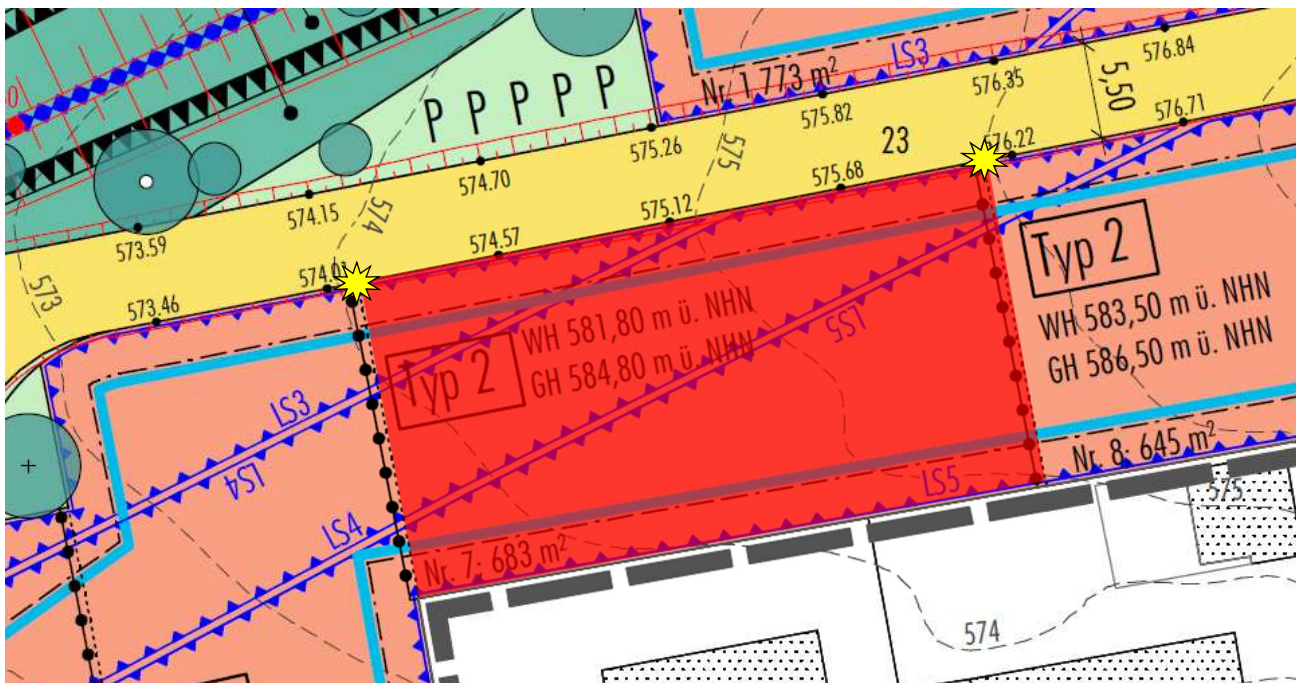 LS3
576.84
Nr. 1 773 m²
576.35
5,50
P P P P P
575.82
576.71
575.26
575
23
576.22
574.70
575.68
574.15
574
575.12
573.59
574.57
573
573.46
Typ 2
WH 581,80 m ü. NHN
GH 584,80 m ü. NHN
LS5
Typ 2
WH 583,50 m ü. NHN
GH 586,50 m ü. NHN
LS3
LS4
LS4
Nr. 7: 683 m²
LS5
Nr. 8: 645 m²
575
574